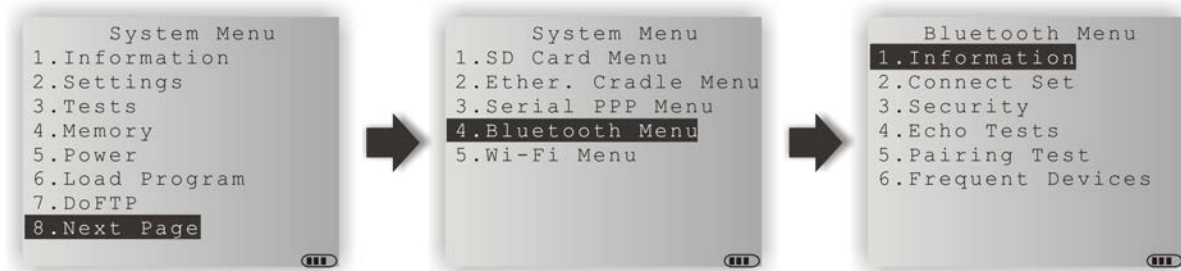 System Menu
1.Information
2.Settings
3.Tests
4.Memory
5.Power
6.Load Program
7.DoFTP
8.Next Page
System Menu
1.SD Card Menu
2.Ether. Cradle Menu
3.Serial PPP Menu
4.Bluetooth Menu
5.Wi-Fi Menu
Bluetooth Menu
1.Information
2.Connect Set
3.Security
4.Echo Tests
5.Pairing Test
6.Frequent Devices